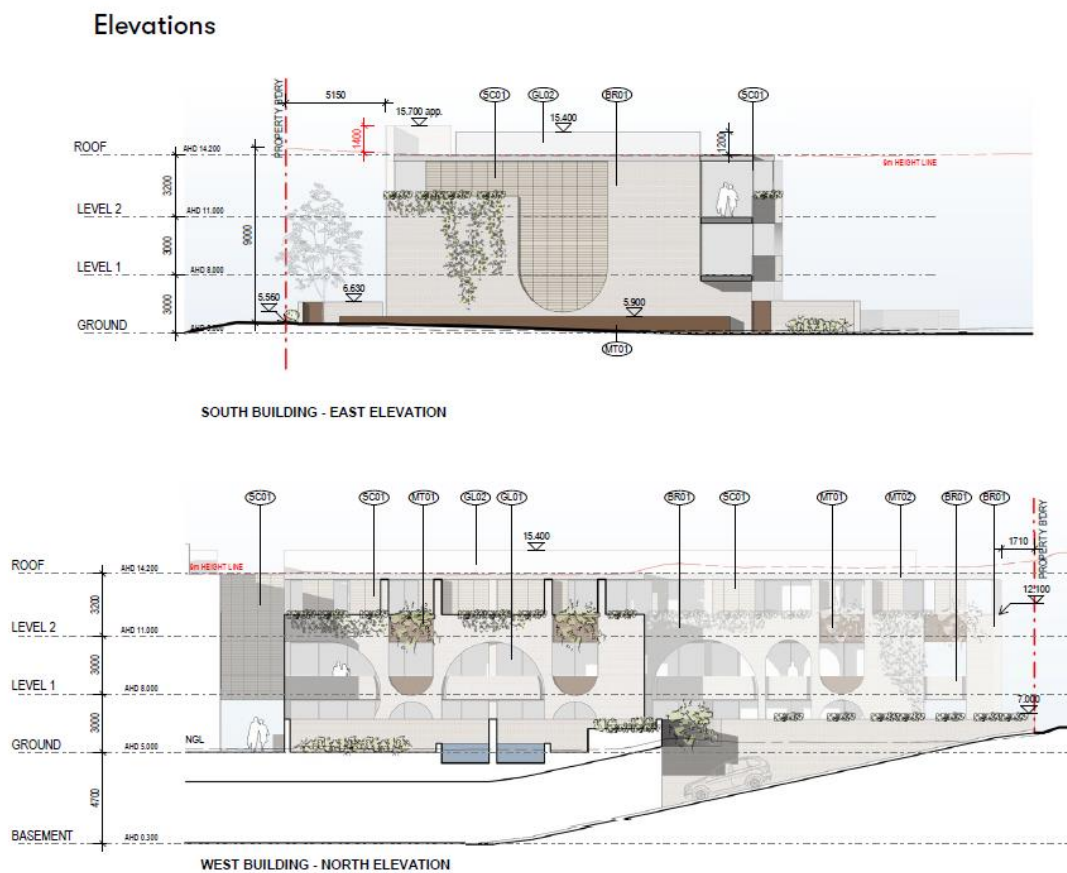 Elevations
PROPERTY B'DRY
5150
SC01
GL02
BR01
SC01
15.700 app.
15.400
1400
1200
ROOF
AHD 14.200
9m HEIGHT LINE
3200
LEVEL 2
AHD 11.000
9000
3000
LEVEL 1
AHD 8.000
3000
5.560
6.630
5.900
GROUND
MT01
SOUTH BUILDING - EAST ELEVATION
SC01
SC01
MT01
GL02
GL01
BR01
SC01
MT01
MT02
BR01
BR01
PROPERTY B'DRY
1710
15.400
ROOF
AHD 14.200
9m HEIGHT LINE
12.100
3200
LEVEL 2
AHD 11.000
3000
LEVEL 1
AHD 8.000
7.000
3000
GROUND
AHD 5.000
NGL
4700
BASEMENT
AHD 0.300
WEST BUILDING - NORTH ELEVATION